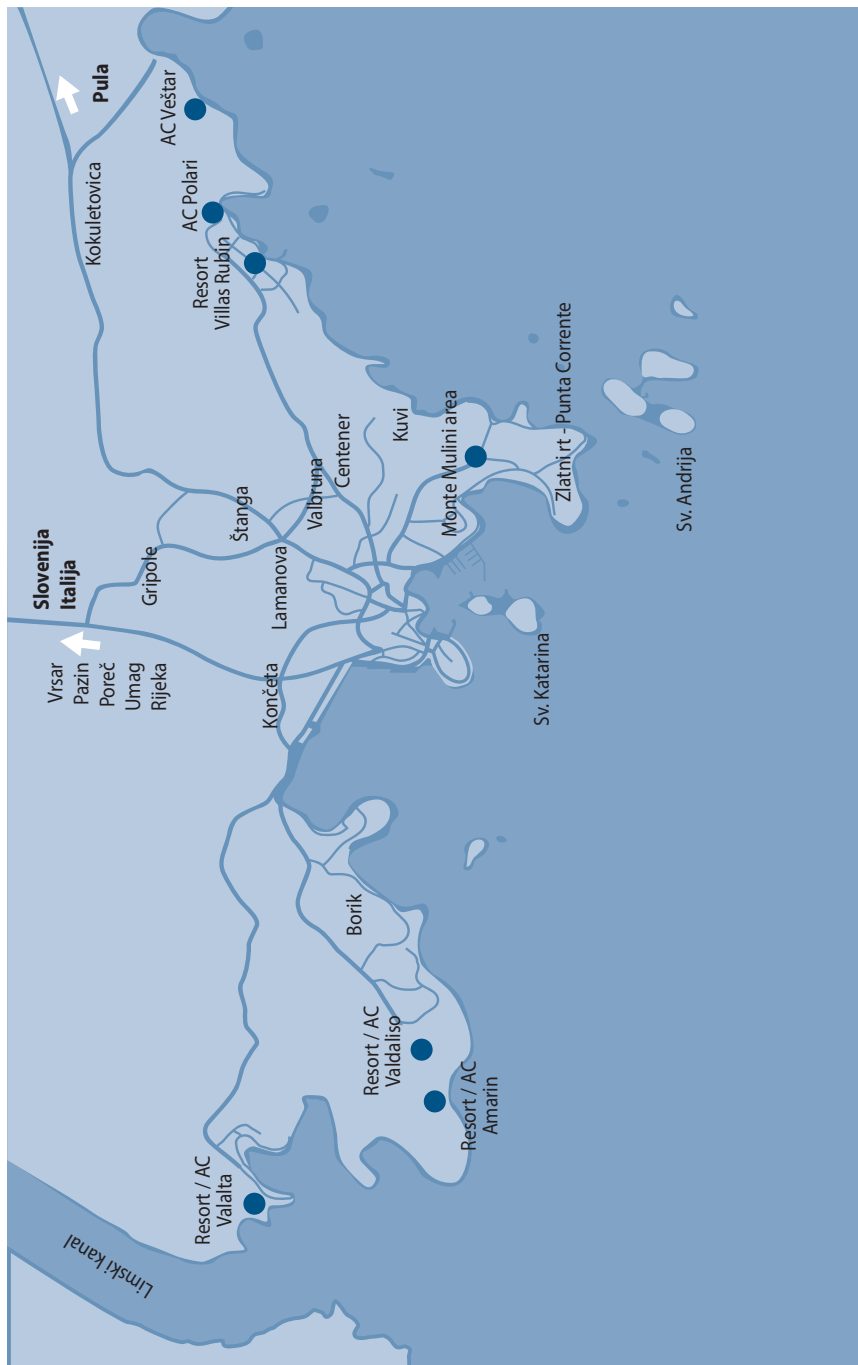 Limski kanal
Resort / AC
Valalta
Resort / AC
Amarin
Resort / AC
Valdaliso
Borik
Končeta
Vrsar
Pazin
Poreč
Umag
Rijeka
Slovenija
Italija
Gripole
Lamanova
Štanga
Valbruna
Centener
Kuvi
Monte Mulini area
Zlatni rt - Punta Corrente
Sv. Katarina
Sv. Andrija
Resort
Villas Rubin
AC Polari
AC Veštar
Kokuletovica
Pula